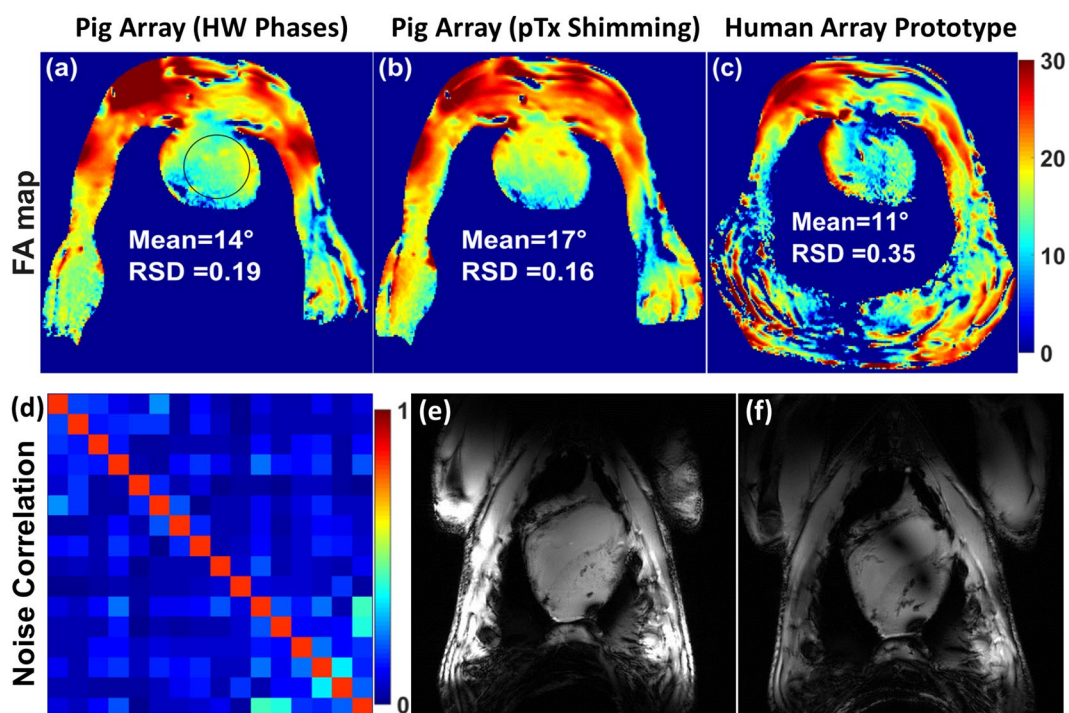 Pig Array (HW Phases)
Pig Array (pTx Shimming)
Human Array Prototype
(a)
(b)
(c)
30
20
10
0
FA map
Mean=14°
RSD =0.19
Mean=17°
RSD =0.16
Mean=11°
RSD =0.35
(d)
1
0
(e)
(f)
Noise Correlation